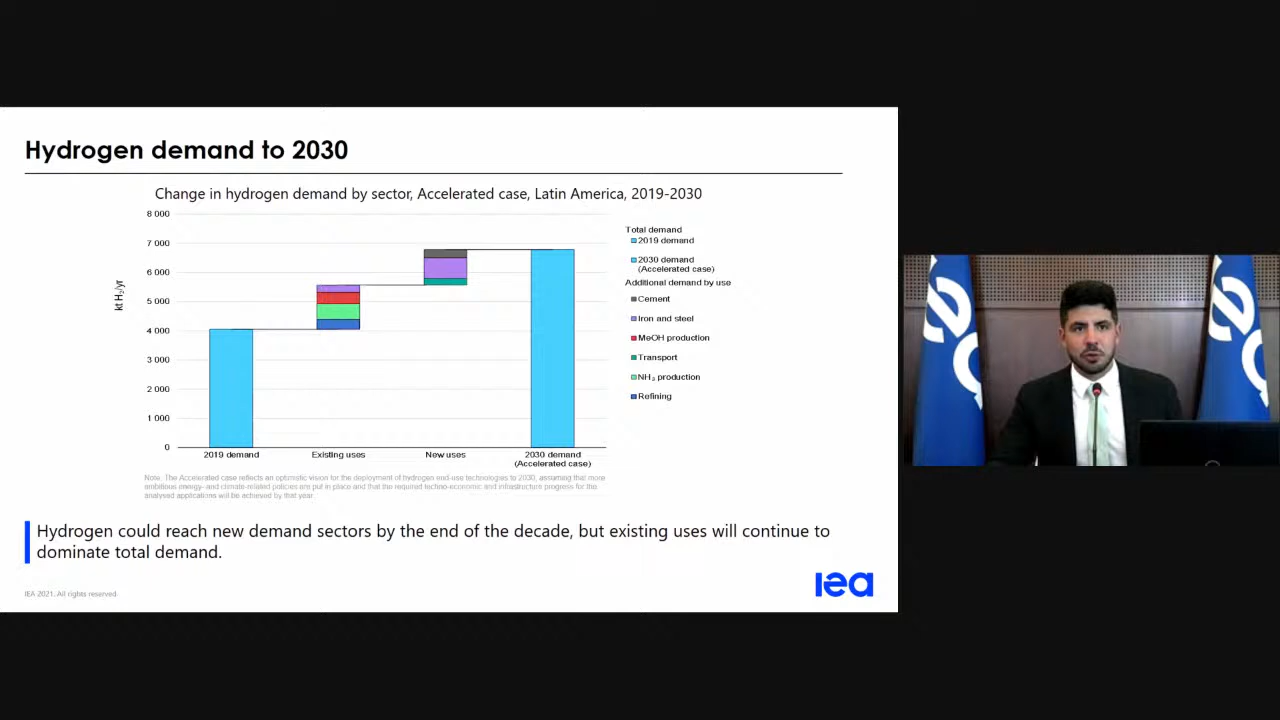 Hydrogen demand to 2030
Change in hydrogen demand by sector, Accelerated case, Latin America, 2019-2030
kt H₂/yr
8 000
7 000
6 000
5 000
4 000
3 000
2 000
1 000
0
2019 demand
Existing uses
New uses
2030 demand
(Accelerated case)
Total demand
2019 demand
2030 demand
(Accelerated case)
Additional demand by use
Cement
Iron and steel
MeOH production
Transport
NH₃ production
Refining
Note. The Accelerated case reflects an optimistic vision for the deployment of hydrogen end-use technologies to 2030, assuming that more
ambitious energy- and climate-related policies are put in place and that the required techno-economic and infrastructure progress for the
analysed applications will be achieved by that year.
Hydrogen could reach new demand sectors by the end of the decade, but existing uses will continue to
dominate total demand.
IEA 2021. All rights reserved.
iea